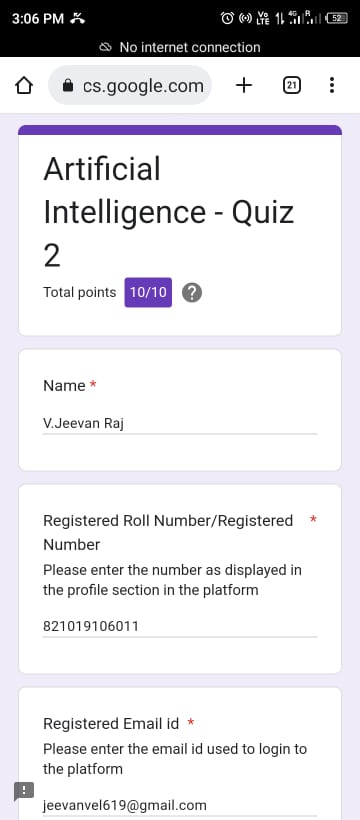 3:06 PM
Vo LTE 4G R 52
No internet connection
cs.google.com
21
Artificial
Intelligence - Quiz
2
Total points 10/10 ?
Name *
V.Jeevan Raj
Registered Roll Number/Registered *
Number
Please enter the number as displayed in
the profile section in the platform
821019106011
Registered Email id *
Please enter the email id used to login to
the platform
jeevanvel619@gmail.com